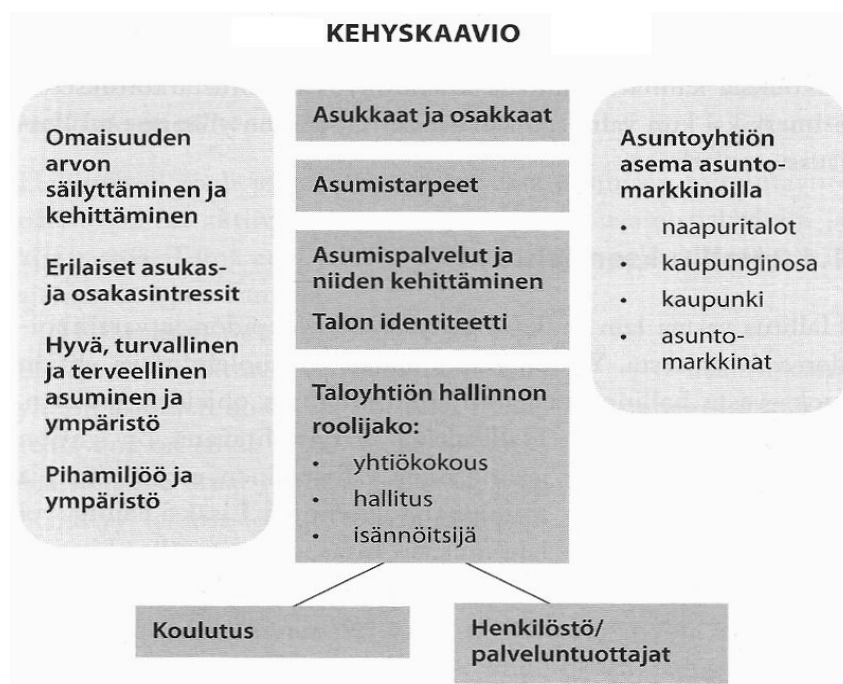 KEHYSKAAVIO
Omaisuuden
arvon
säilyttäminen ja
kehittäminen
Erilaiset asukas-
ja osakasintressit
Hyvä, turvallinen
ja terveellinen
asuminen ja
ympäristö
Pihamiljöö ja
ympäristö
Asukkaat ja osakkaat
Asumistarpeet
Asumispalvelut ja
niiden kehittäminen
Talon identiteetti
Taloyhtiön hallinnon
roolijako:
• yhtiökokous
• hallitus
• isännöitsijä
Asuntoyhtiön
asema asunto-
markkinoilla
• naapuritalot
• kaupunginosa
• kaupunki
• asunto-
markkinat
Koulutus
Henkilöstö/
palveluntuottajat